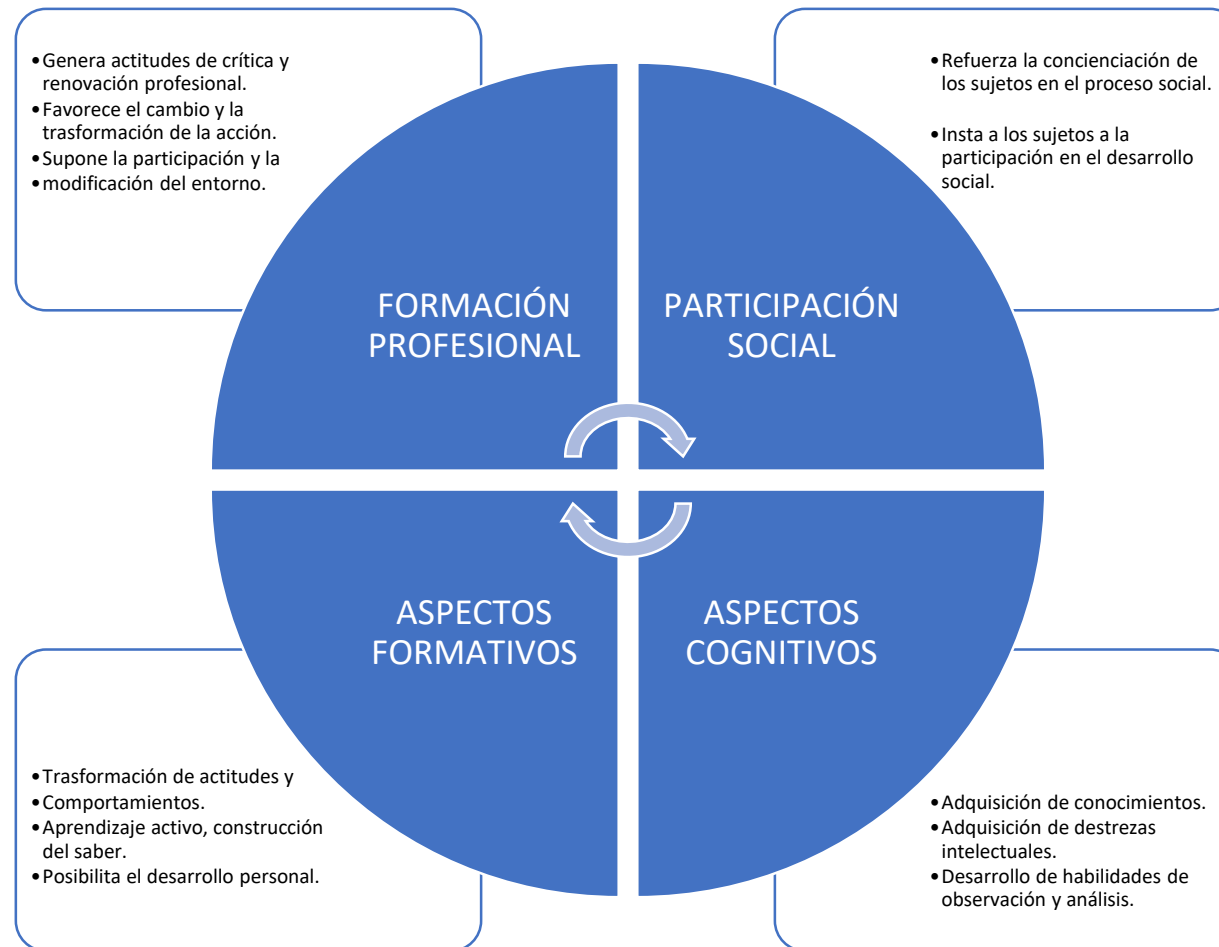 •Genera actitudes de crítica y
renovación profesional.
•Favorece el cambio y la
trasformación de la acción.
•Supone la participación y la
•modificación del entorno.
•Refuerza la concienciación de
los sujetos en el proceso social.
•Insta a los sujetos a la
participación en el desarrollo
social.
FORMACIÓN
PROFESIONAL
PARTICIPACIÓN
SOCIAL
ASPECTOS
FORMATIVOS
ASPECTOS
COGNITIVOS
•Trasformación de actitudes y
•Comportamientos.
•Aprendizaje activo, construcción
del saber.
•Posibilita el desarrollo personal.
•Adquisición de conocimientos.
•Adquisición de destrezas
intelectuales.
•Desarrollo de habilidades de
observación y análisis.